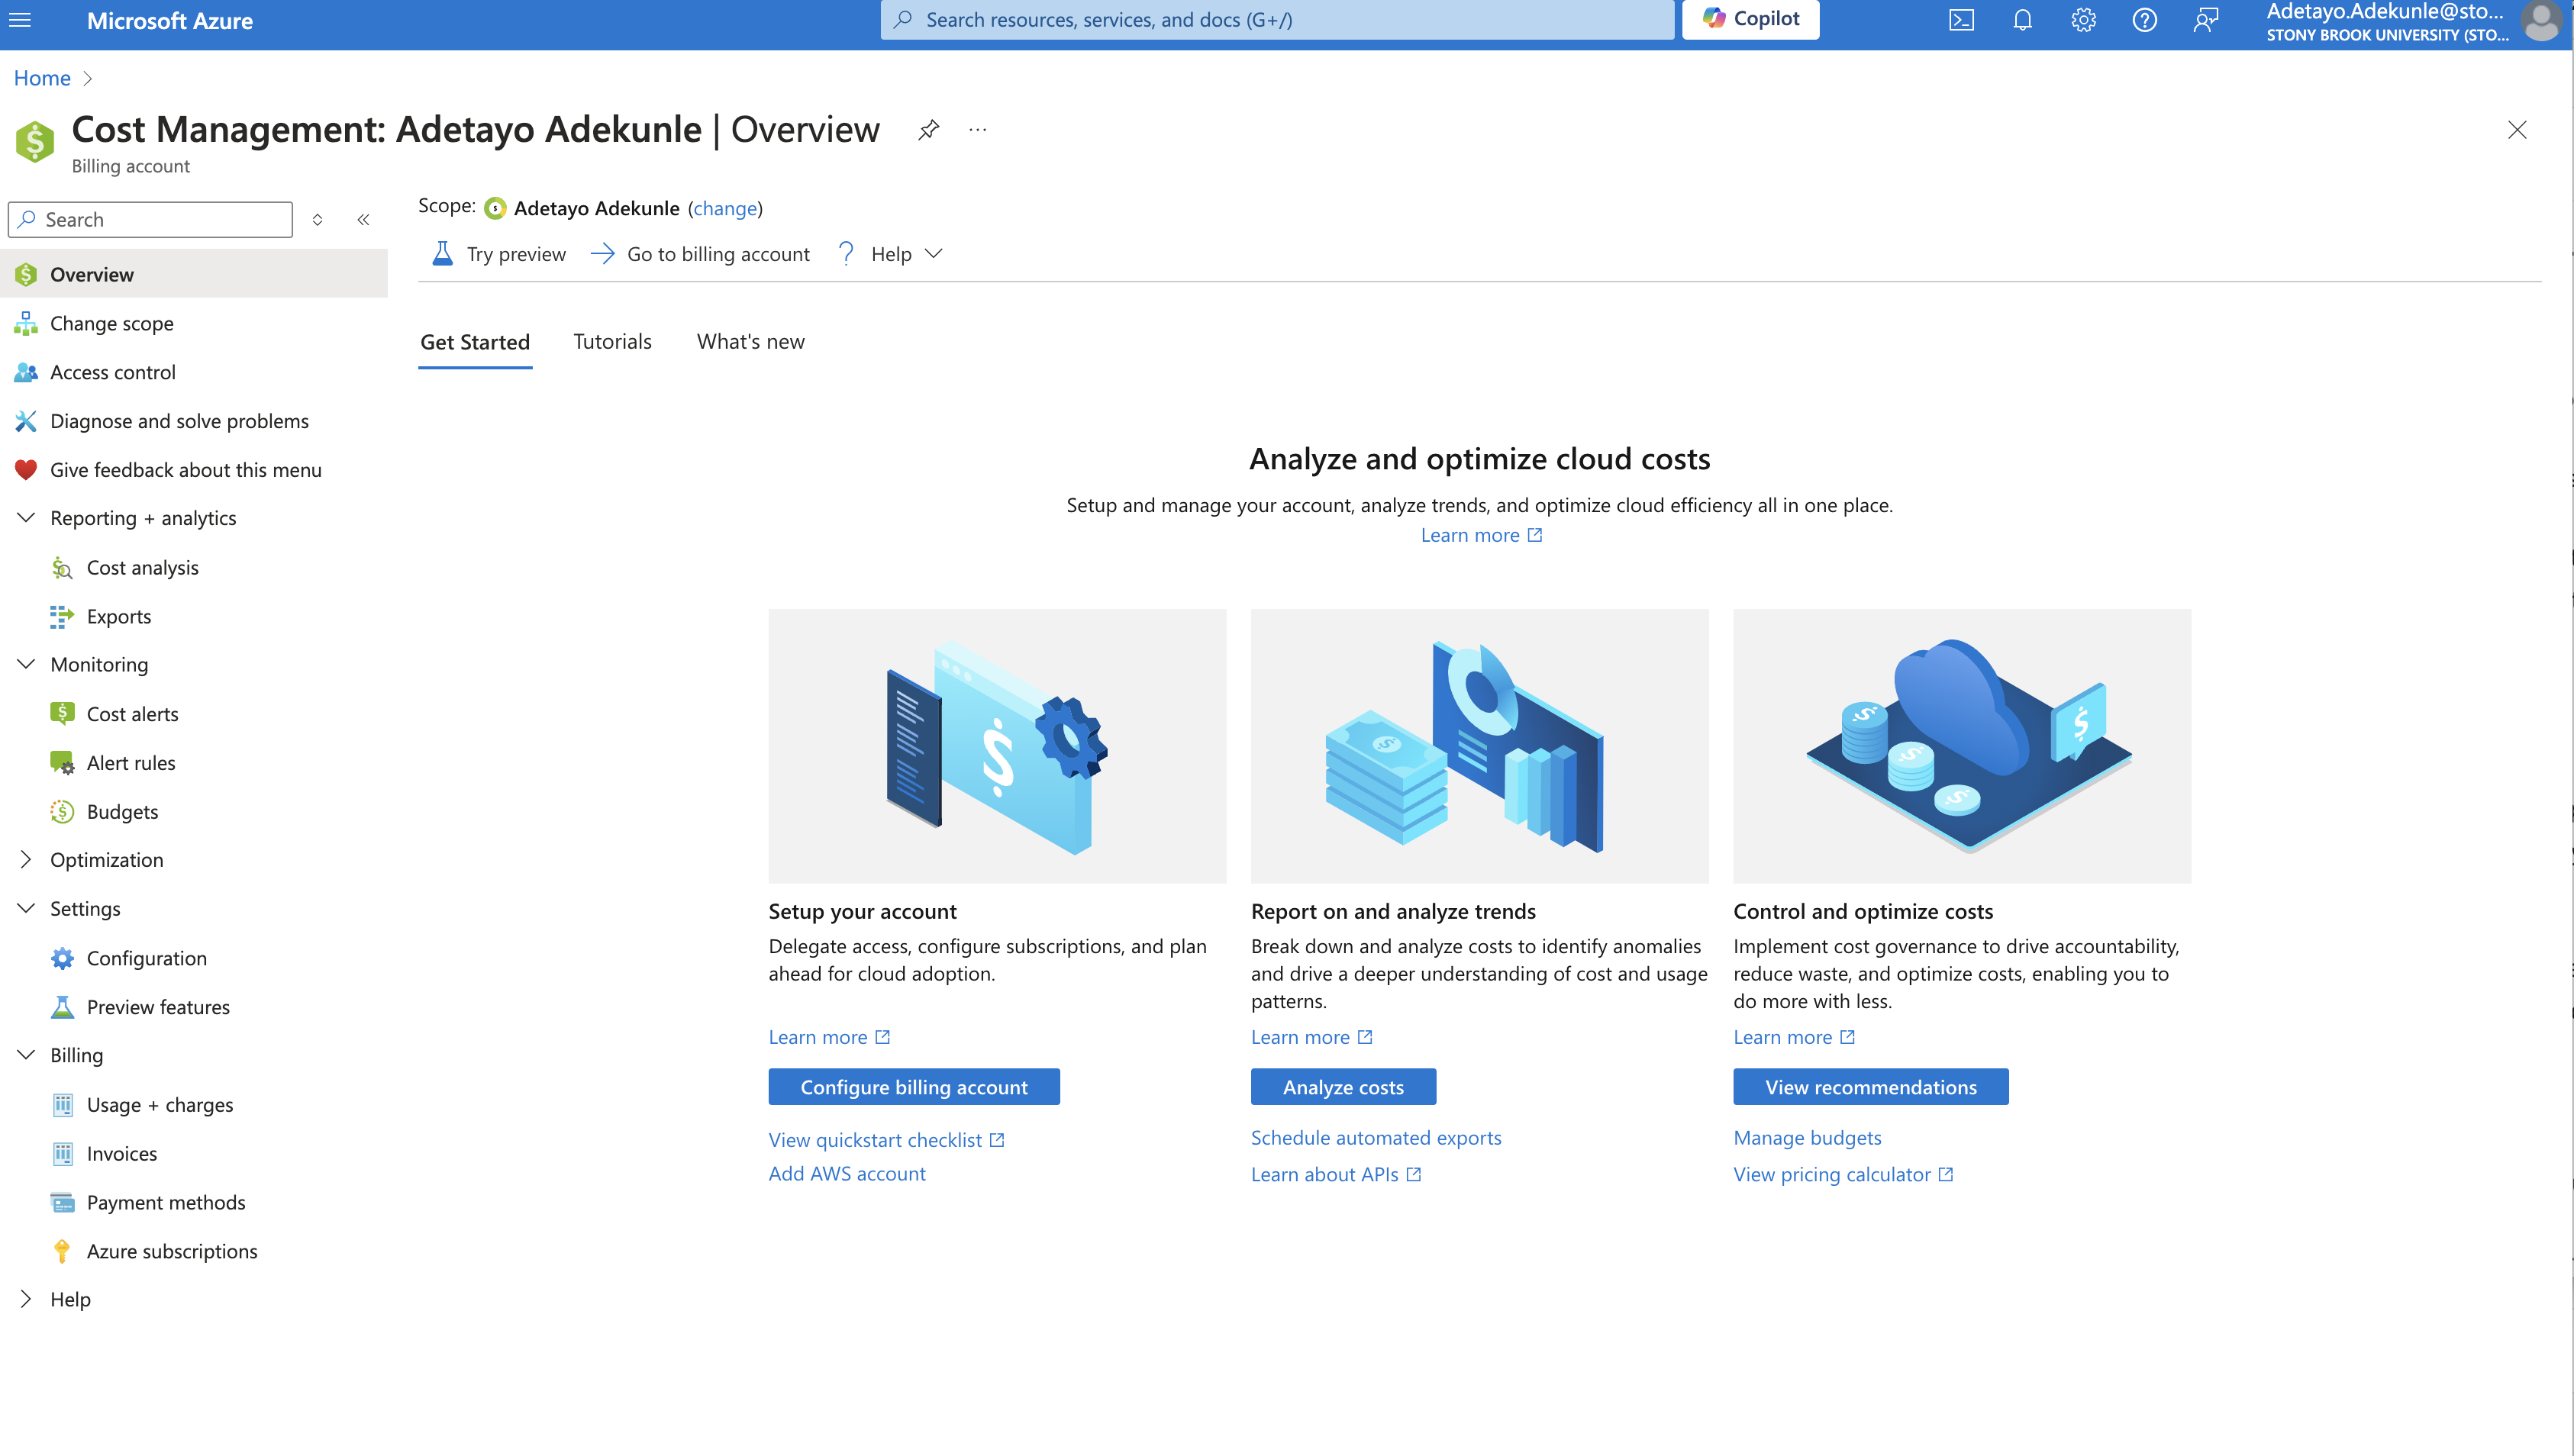 Microsoft Azure
Search resources, services, and docs (G+/)
Copilot
Adetayo.Adekunle@sto...
STONY BROOK UNIVERSITY (STO...
Home
Cost Management: Adetayo Adekunle | Overview
Billing account
Search
Overview
Change scope
Access control
Diagnose and solve problems
Give feedback about this menu
Reporting + analytics
Cost analysis
Exports
Monitoring
Cost alerts
Alert rules
Budgets
Optimization
Settings
Configuration
Preview features
Billing
Usage + charges
Invoices
Payment methods
Azure subscriptions
Help
Scope: Adetayo Adekunle (change)
Try preview
Go to billing account
Help
Get Started
Tutorials
What's new
Analyze and optimize cloud costs
Setup and manage your account, analyze trends, and optimize cloud efficiency all in one place.
Learn more
Setup your account
Delegate access, configure subscriptions, and plan
ahead for cloud adoption.
Learn more
Configure billing account
View quickstart checklist
Add AWS account
Report on and analyze trends
Break down and analyze costs to identify anomalies
and drive a deeper understanding of cost and usage
patterns.
Learn more
Analyze costs
Schedule automated exports
Learn about APIs
Control and optimize costs
Implement cost governance to drive accountability,
reduce waste, and optimize costs, enabling you to
do more with less.
Learn more
View recommendations
Manage budgets
View pricing calculator